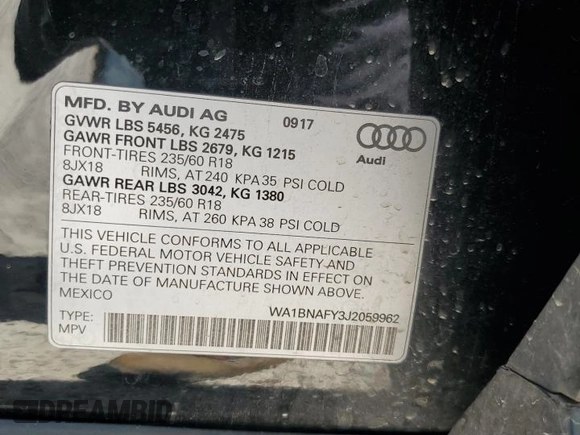 MFD. BY AUDI AG 09 17
GVWR LBS 5456, KG 2475
GAWR FRONT LBS 2679, KG 1215
FRONT-TIRES 235/60 R18
8JX18 RIMS, AT 240 KPA 35 PSI COLD
GAWR REAR LBS 3042, KG 1380
REAR-TIRES 235/60 R18
8JX18 RIMS, AT 260 KPA 38 PSI COLD
Audi
THIS VEHICLE CONFORMS TO ALL APPLICABLE
U.S. FEDERAL MOTOR VEHICLE SAFETY AND
THEFT PREVENTION STANDARDS IN EFFECT ON
THE DATE OF MANUFACTURE SHOWN ABOVE.
MEXICO
WA1BNAFY3J2059962
TYPE:
MPV
DREAMBID